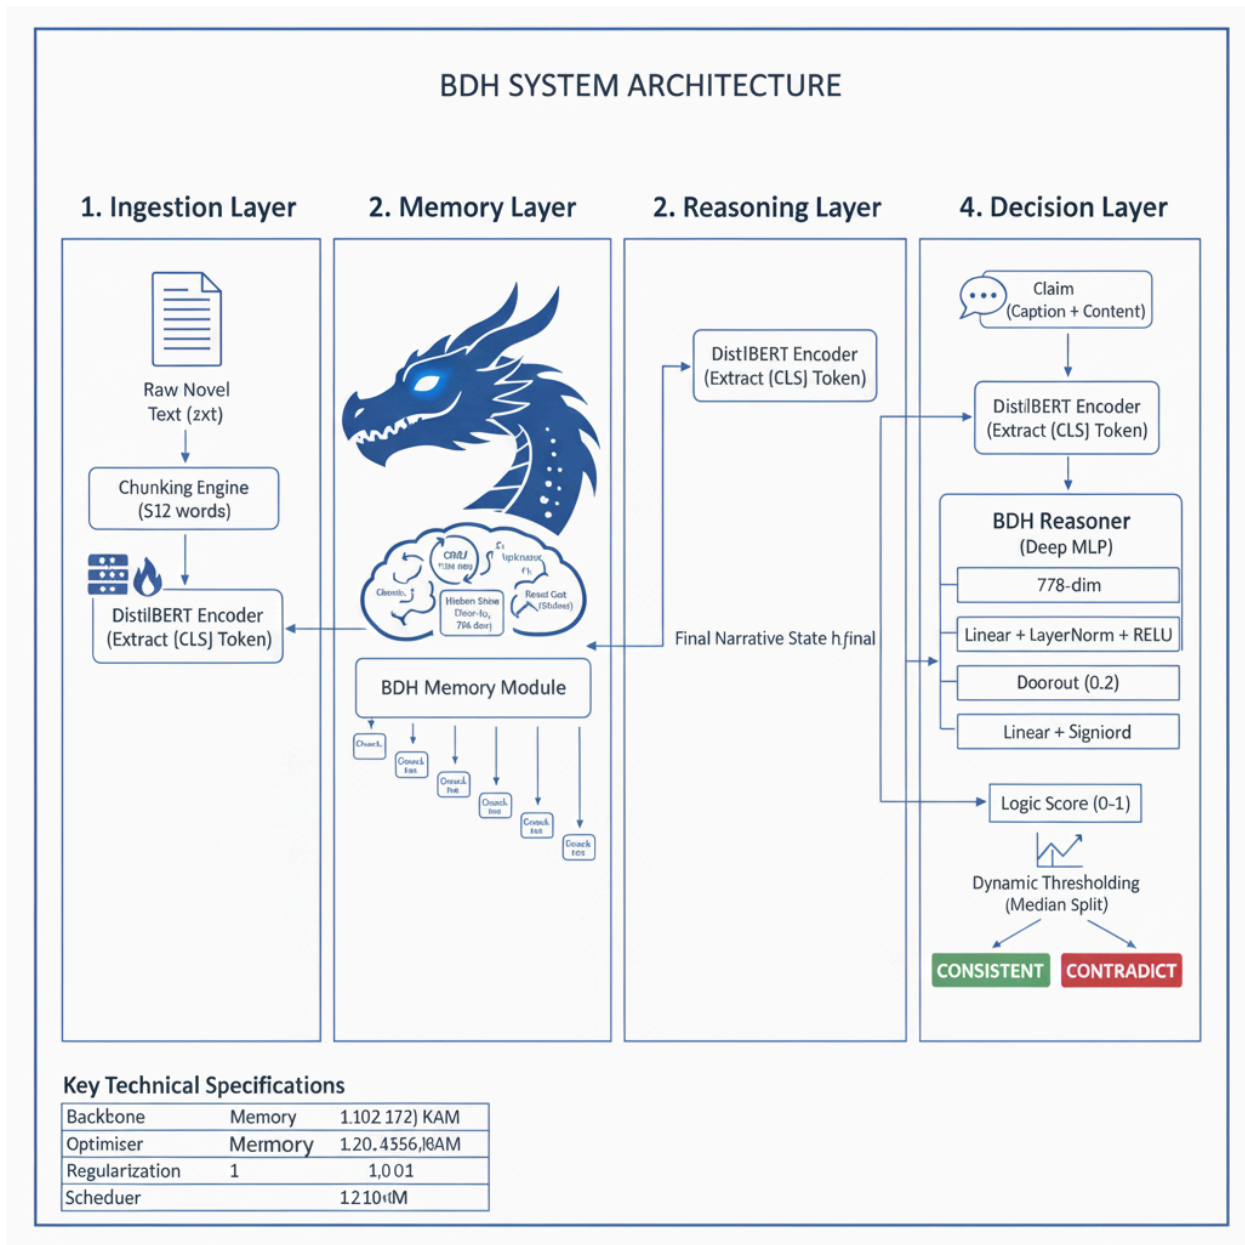 BDH SYSTEM ARCHITECTURE
1. Ingestion Layer
Raw Novel
Text (zxt)
Chunking Engine
(S12 words)
DistilBERT Encoder
(Extract [CLS] Token)
2. Memory Layer
BDH Memory Module
2. Reasoning Layer
DistlBERT Encoder
(Extract [CLS] Token)
Final Narrative State h,final
4. Decision Layer
Claim
(Caption + Content)
DistilBERT Encoder
(Extract [CLS] Token)
BDH Reasoner
(Deep MLP)
778-dim
Linear + LayerNorm + RELU
Doorout (0.2)
Linear + Signiord
Logic Score (0-1)
Dynamic Thresholding
(Median Split)
CONSISTENT
CONTRADICT
Key Technical Specifications
Backbone Memory 1.102 172) KAM
Optimiser Memory
Regularization 1 1,0 01
Scheduer